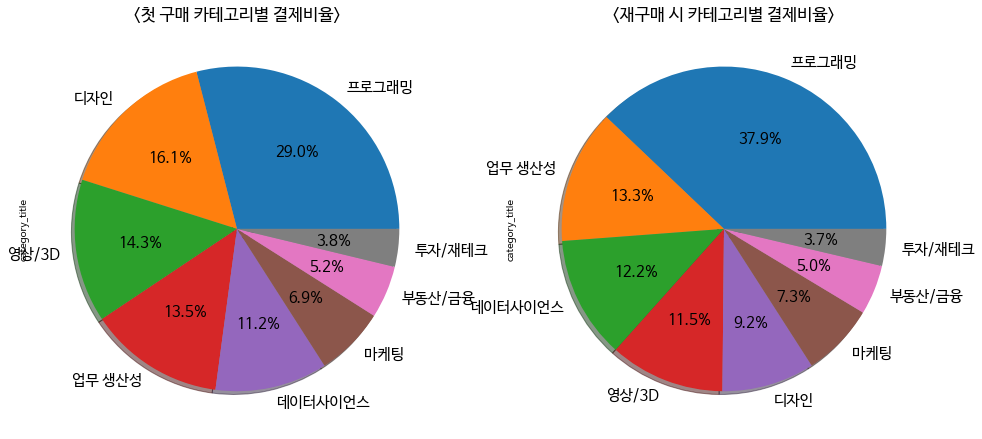 <첫 구매 카테고리별 결제비율>
프로그래밍
29.0%
디자인
16.1%
영상/3D
14.3%
업무 생산성
13.5%
데이터사이언스
11.2%
마케팅
6.9%
부동산/금융
5.2%
투자/재테크
3.8%
category_title
<재구매 시 카테고리별 결제비율>
프로그래밍
37.9%
업무 생산성
13.3%
데이터사이언스
12.2%
영상/3D
11.5%
디자인
9.2%
마케팅
7.3%
부동산/금융
5.0%
투자/재테크
3.7%
category_title